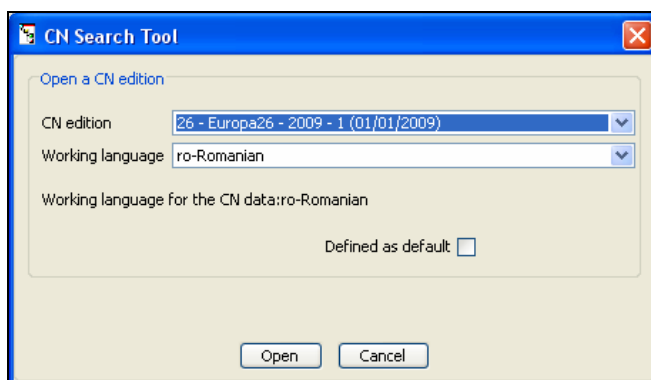 CN Search Tool
Open a CN edition
CN edition 26 - Europa26 - 2009 - 1 (01/01/2009)
Working language ro-Romanian
Working language for the CN data:ro-Romanian
Defined as default
Open Cancel